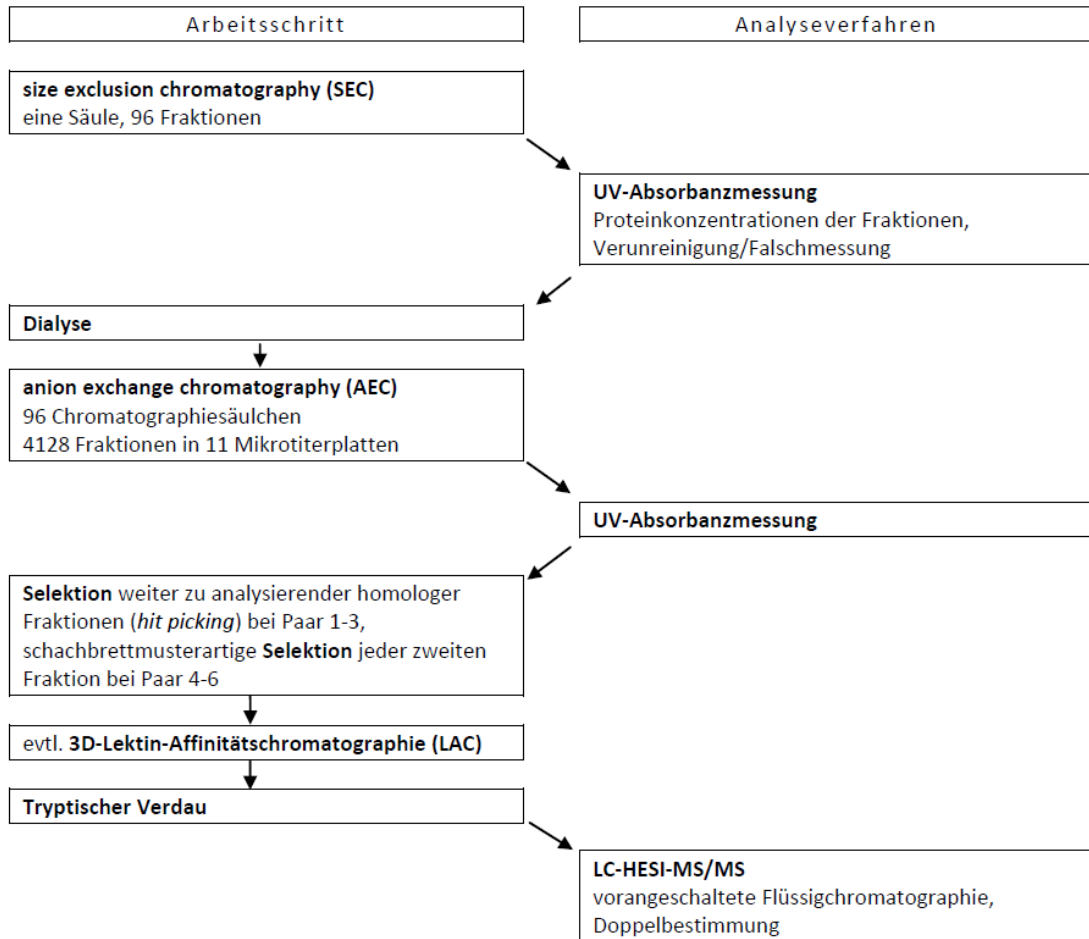 Arbeitsschritt
Analyseverfahren
size exclusion chromatography (SEC)
eine Säule, 96 Fraktionen
UV-Absorbanzmessung
Proteinkonzentrationen der Fraktionen,
Verunreinigung/Falschmessung
Dialyse
anion exchange chromatography (AEC)
96 Chromatographiesäulchen
4128 Fraktionen in 11 Mikrotiterplatten
UV-Absorbanzmessung
Selektion weiter zu analysierender homologer
Fraktionen (hit picking) bei Paar 1-3,
schachbrettmusterartige Selektion jeder zweiten
Fraktion bei Paar 4-6
evtl. 3D-Lektin-Affinitätschromatographie (LAC)
Tryptischer Verdau
LC-HESI-MS/MS
vorangeschaltete Flüssigchromatographie,
Doppelbestimmung